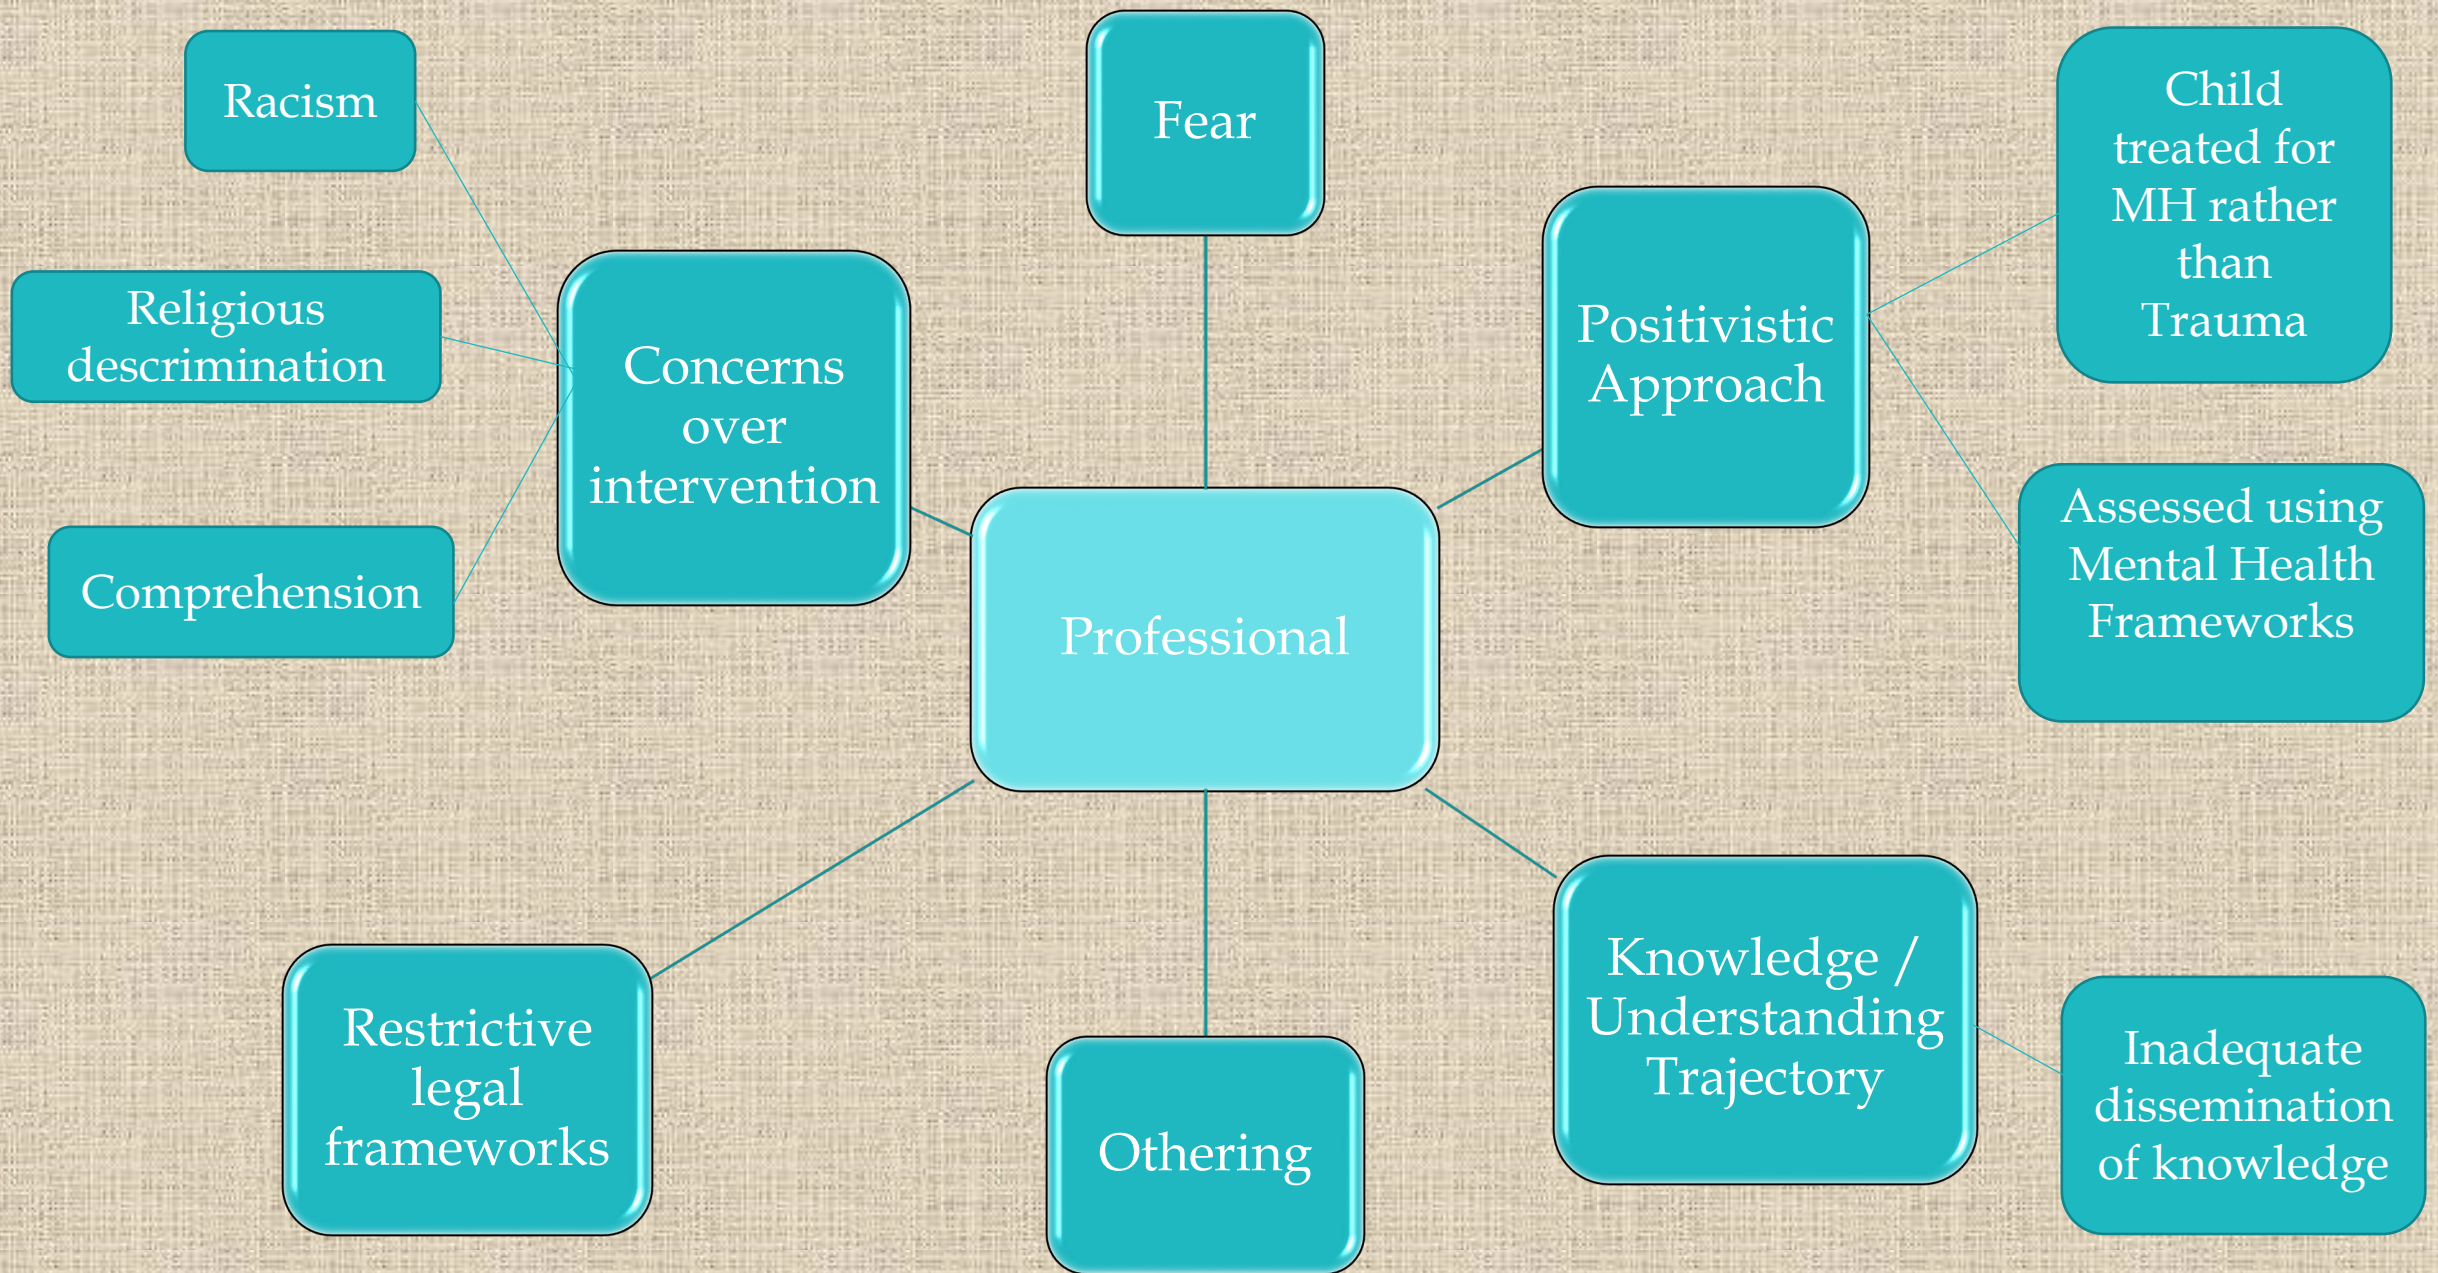 Racism
Religious
descrimination
Comprehension
Concerns
over
intervention
Fear
Positivistic
Approach
Child
treated for
MH rather
than
Trauma
Assessed using
Mental Health
Frameworks
Professional
Restrictive
legal
frameworks
Othering
Knowledge /
Understanding
Trajectory
Inadequate
dissemination
of knowledge